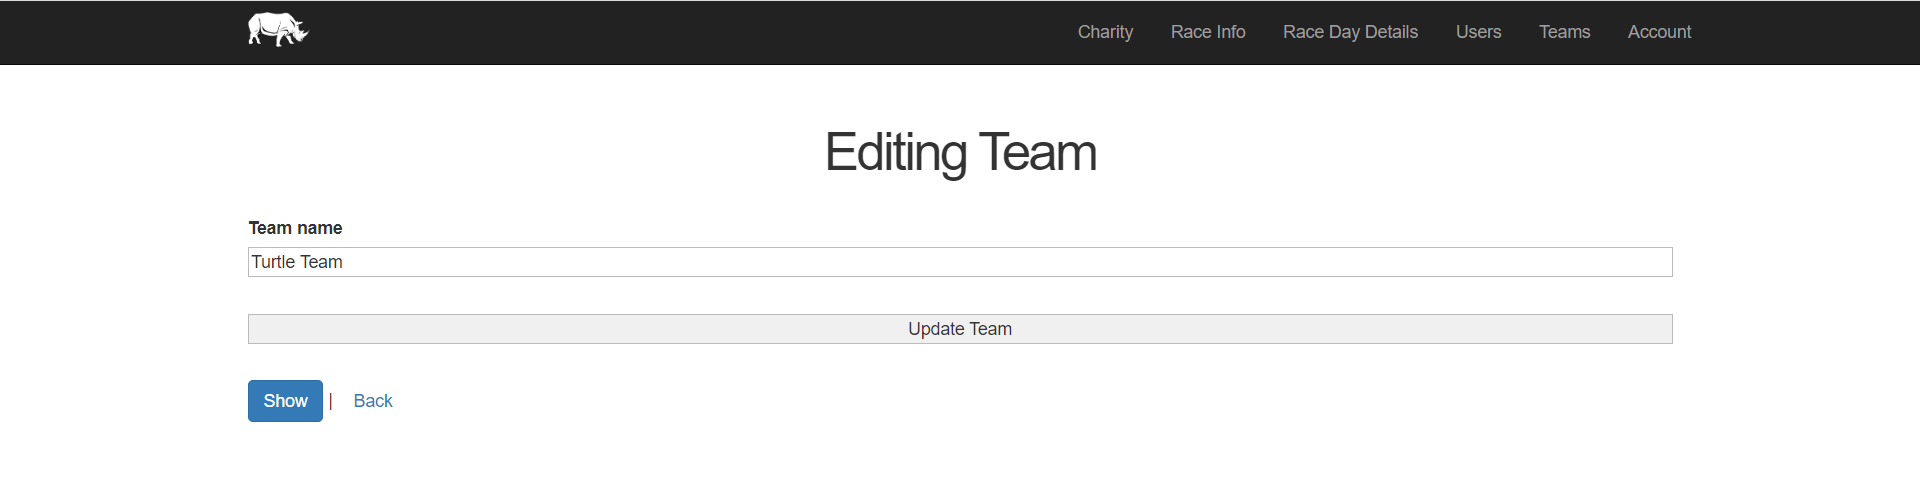 Charity Race Info Race Day Details Users Teams Account
Editing Team
Team name
Turtle Team
Update Team
Show | Back